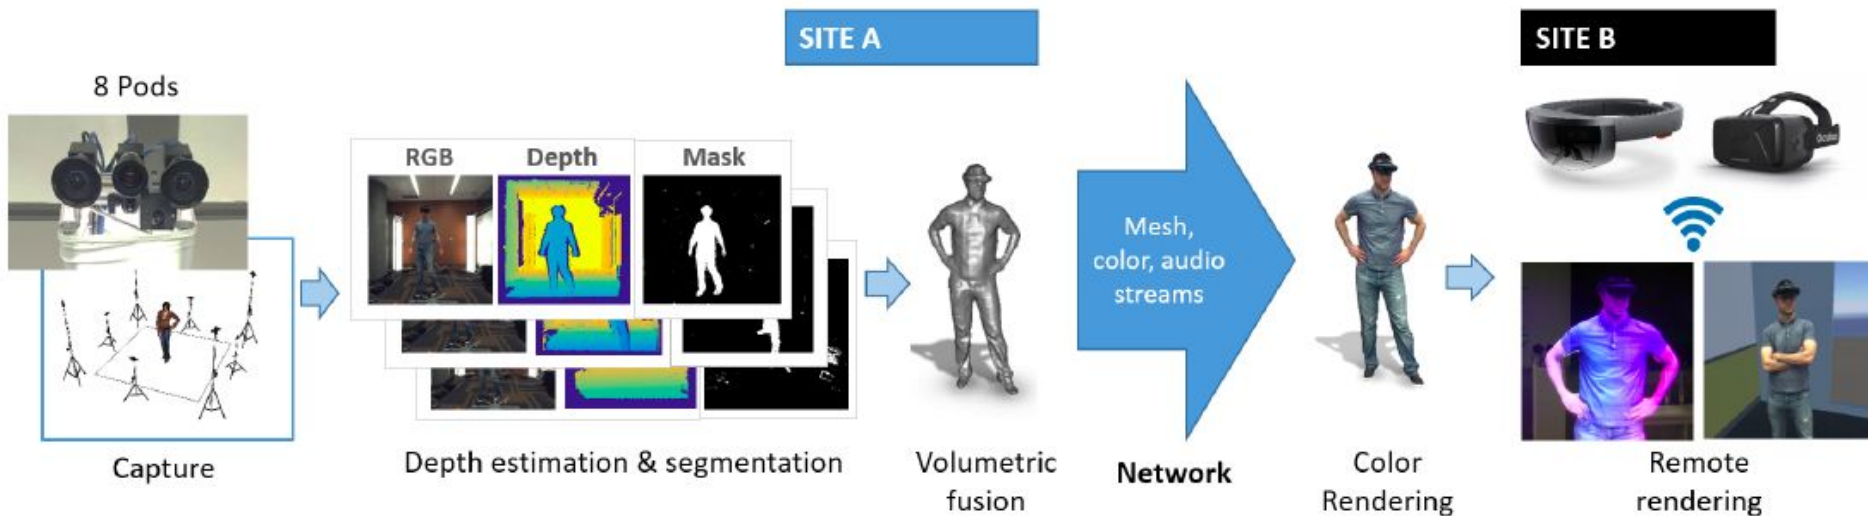 SITE A
SITE B
8 Pods
RGB
Depth
Mask
Mesh,
color, audio
streams
oculus
Capture
Depth estimation & segmentation
Volumetric
fusion
Network
Color
Rendering
Remote
rendering